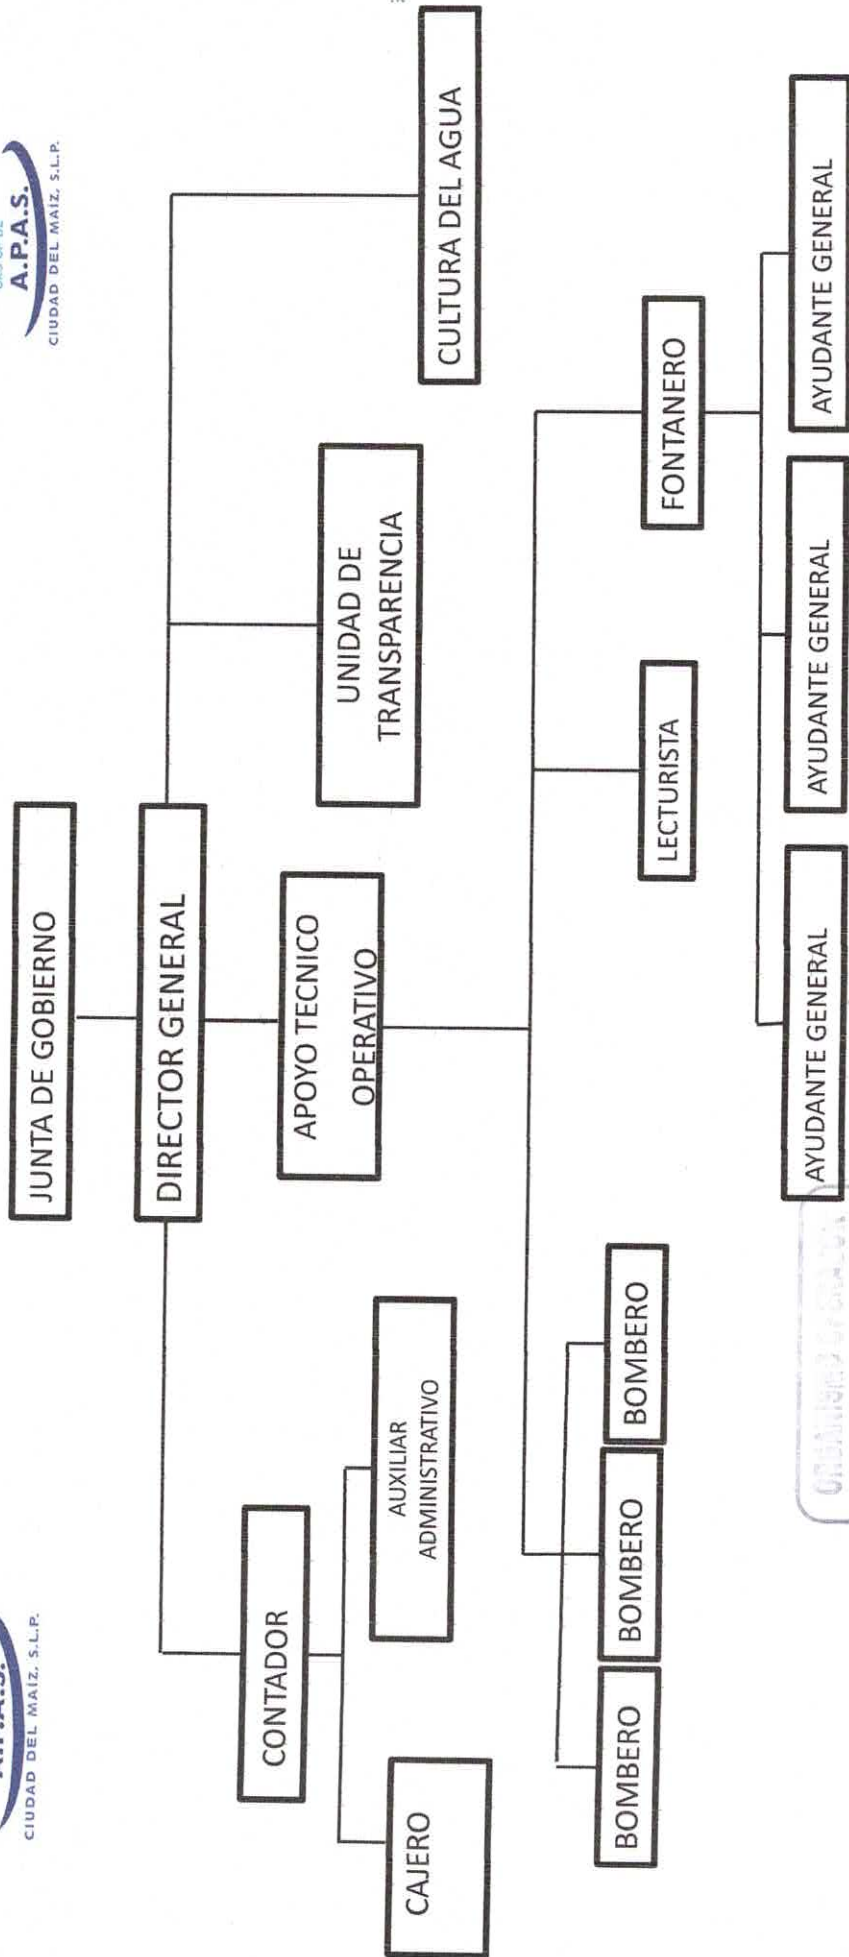 A.P.A.S.
CIUDAD DEL MAÍZ, S.L.P.
CIUDAD DEL MAÍZ, S.L.P.
JUNTA DE GOBIERNO
DIRECTOR GENERAL
CONTADOR
APOYO TECNICO
OPERATIVO
UNIDAD DE
TRANSPARENCIA
CULTURA DEL AGUA
CAJERO
AUXILIAR
ADMINISTRATIVO
BOMBERO
BOMBERO
BOMBERO
LECTURISTA
FONTANERO
AYUDANTE GENERAL
AYUDANTE GENERAL
AYUDANTE GENERAL